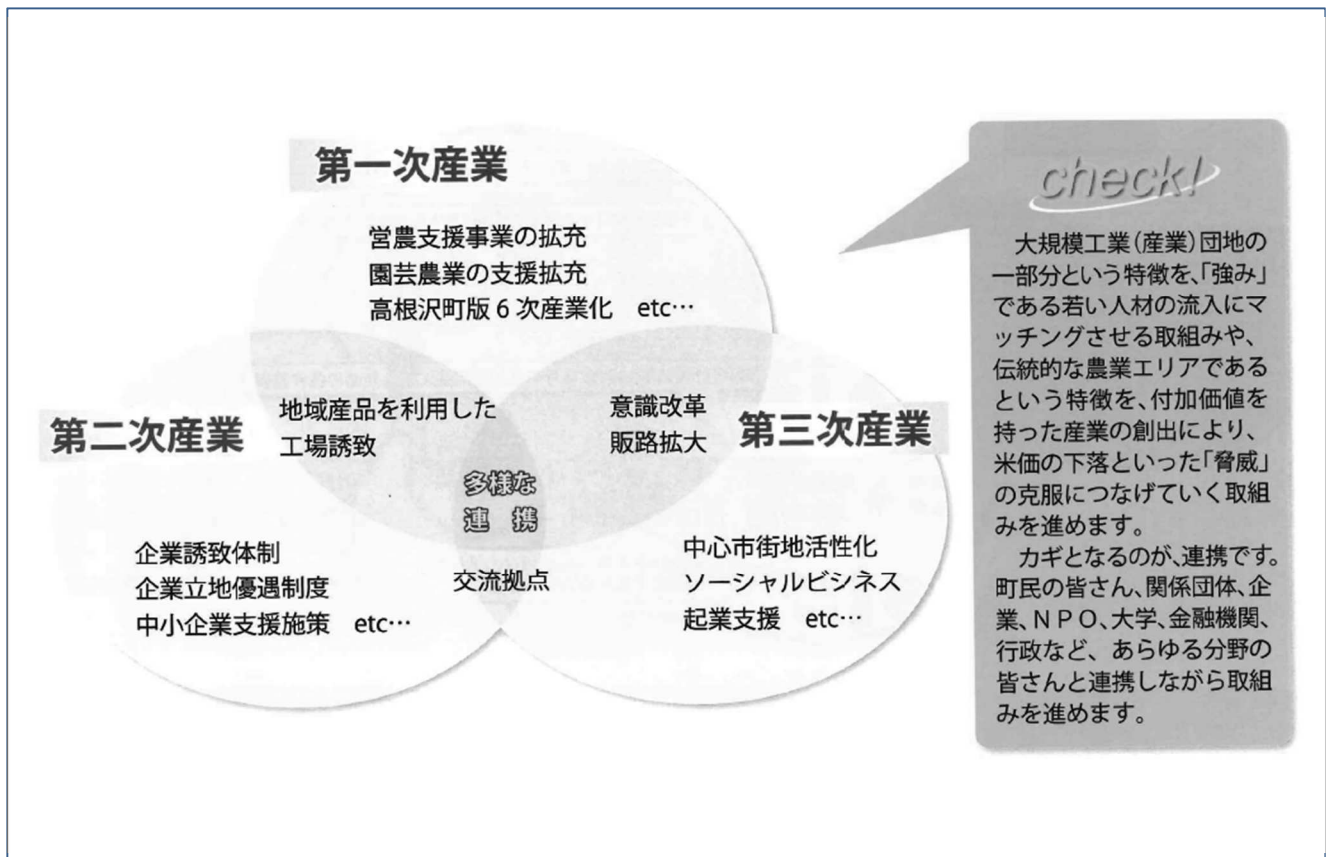 第一次産業
営農支援事業の拡充
園芸農業の支援拡充
高根沢町版6次産業化 etc…
第二次産業
地域産品を利用した
工場誘致
意識改革
販路拡大
第三次産業
多様な
連携
企業誘致体制
企業立地優遇制度
中小企業支援施策 etc…
交流拠点
中心市街地活性化
ソーシャルビシネス
起業支援 etc…
check!
大規模工業(産業)団地の
一部分という特徴を、「強み」
である若い人材の流入にマ
ッチングさせる取組みや、
伝統的な農業エリアである
という特徴を、付加価値を
持った産業の創出により、
米価の下落といった「脅威」
の克服につなげていく取組
みを進めます。
カギとなるのが、連携です。
町民の皆さん、関係団体、企
業、NPO、大学、金融機関、
行政など、あらゆる分野の
皆さんと連携しながら取組
みを進めます。